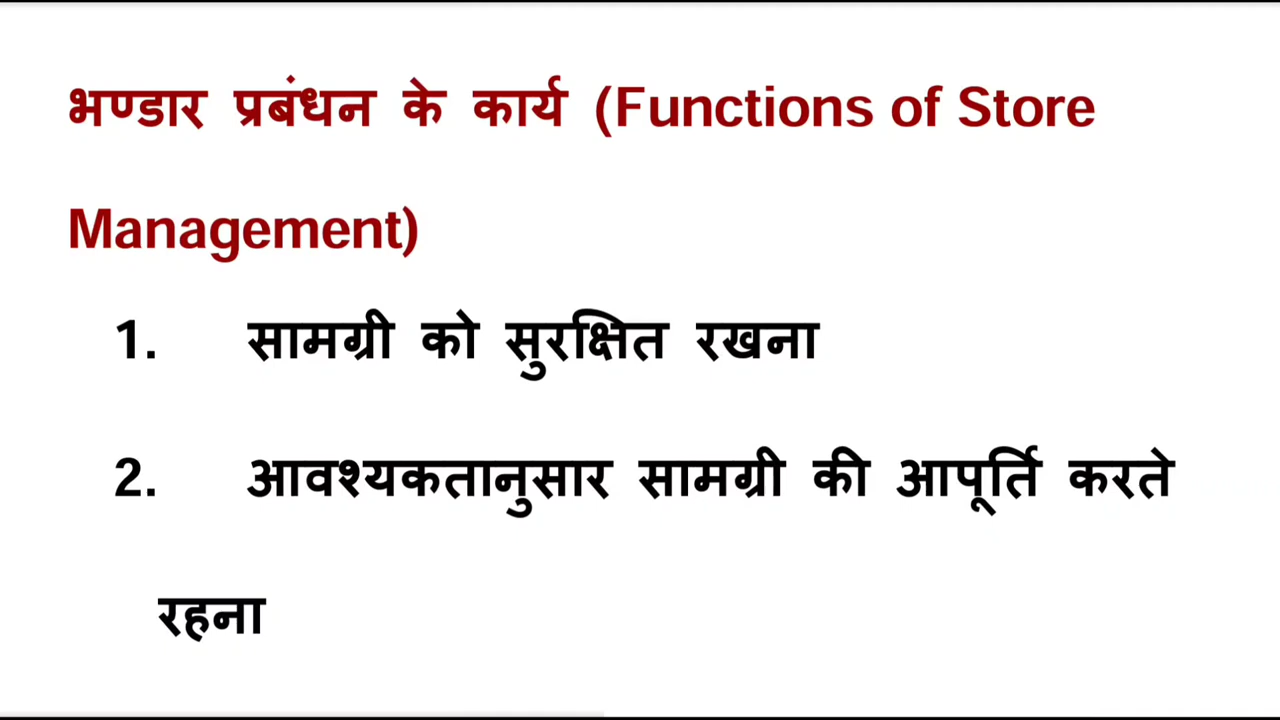 भण्डार प्रबंधन के कार्य (Functions of Store
Management)
1. सामग्री को सुरक्षित रखना
2. आवश्यकतानुसार सामग्री की आपूर्ति करते
रहना